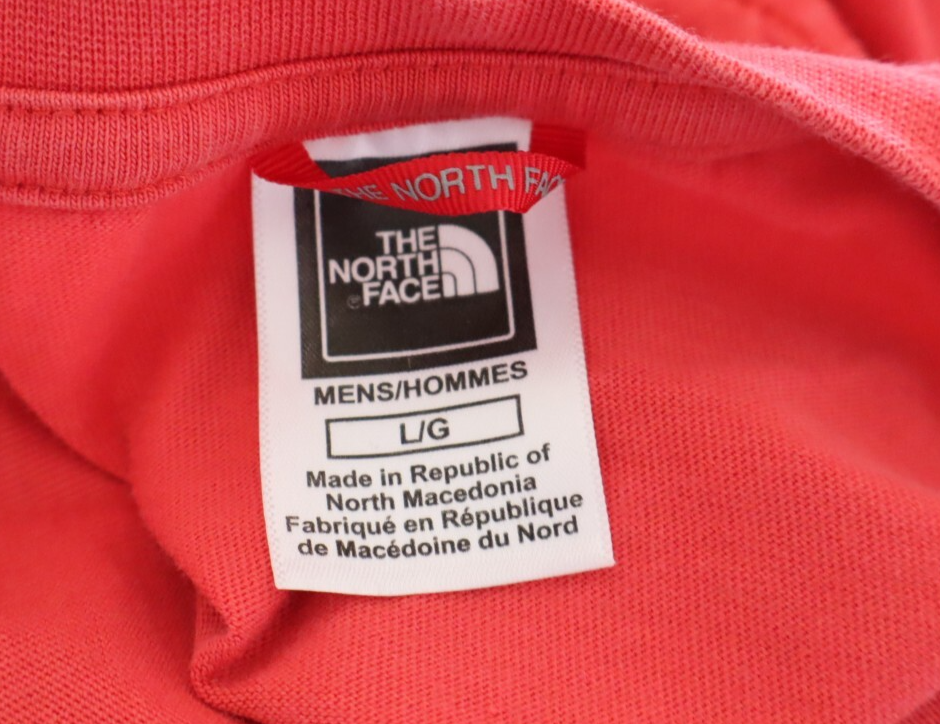 THE NORTH FACE
THE
NORTH
FACE
MENS/HOMMES
L/G
Made in Republic of
North Macedonia
Fabriqué en République
de Macédoine du Nord